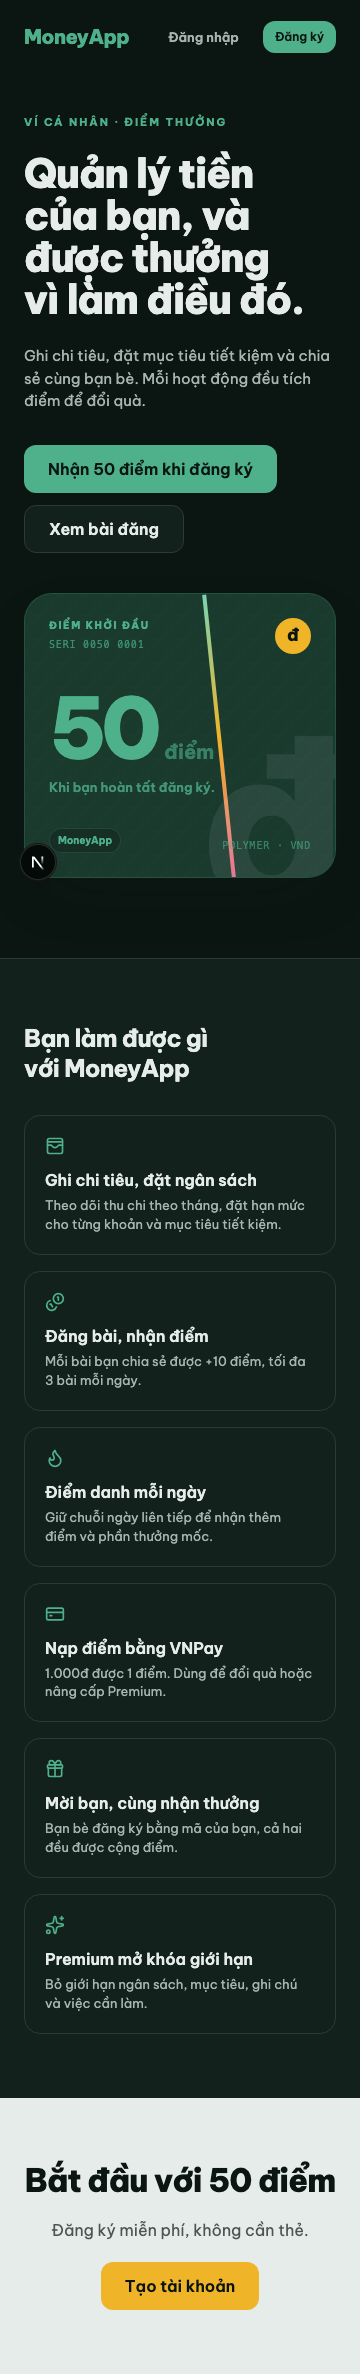 MoneyApp
Đăng nhập
Đăng ký
VÍ CÁ NHÂN · ĐIỂM THƯỞNG
Quản lý tiền
của bạn, và
được thưởng
vì làm điều đó.
Ghi chi tiêu, đặt mục tiêu tiết kiệm và chia
sẻ cùng bạn bè. Mỗi hoạt động đều tích
điểm để đổi quà.
Nhận 50 điểm khi đăng ký
Xem bài đăng
ĐIỂM KHỞI ĐẦU
SERI 0050 0001
đ
50 điểm
Khi bạn hoàn tất đăng ký.
đ
MoneyApp
POLYMER · VND
N
Bạn làm được gì
với MoneyApp
Ghi chi tiêu, đặt ngân sách
Theo dõi thu chi theo tháng, đặt hạn mức
cho từng khoản và mục tiêu tiết kiệm.
Đăng bài, nhận điểm
Mỗi bài bạn chia sẻ được +10 điểm, tối đa
3 bài mỗi ngày.
Điểm danh mỗi ngày
Giữ chuỗi ngày liên tiếp để nhận thêm
điểm và phần thưởng mốc.
Nạp điểm bằng VNPay
1.000đ được 1 điểm. Dùng để đổi quà hoặc
nâng cấp Premium.
Mời bạn, cùng nhận thưởng
Bạn bè đăng ký bằng mã của bạn, cả hai
đều được cộng điểm.
Premium mở khóa giới hạn
Bỏ giới hạn ngân sách, mục tiêu, ghi chú
và việc cần làm.
Bắt đầu với 50 điểm
Đăng ký miễn phí, không cần thẻ.
Tạo tài khoản